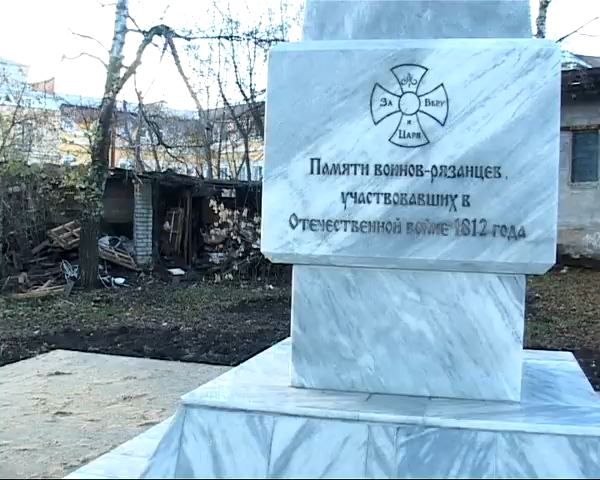 За Веру
и
Царя
Памяти воинов-рязанцев,
участвовавших в
Отечественной войне 1812 года